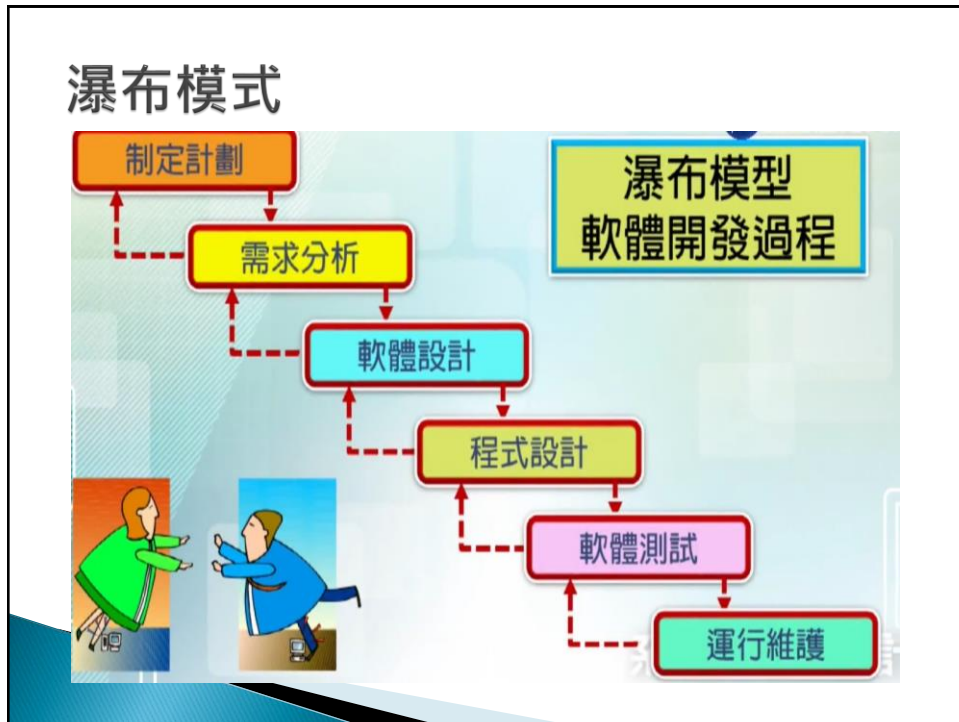 瀑布模式
制定計劃
瀑布模型
軟體開發過程
需求分析
軟體設計
程式設計
軟體測試
運行維護